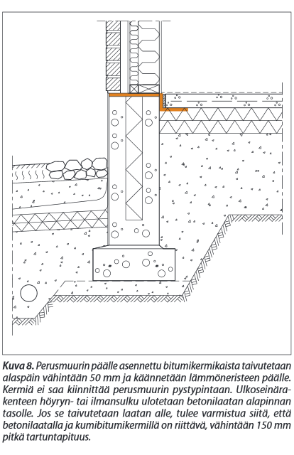 Kuva 8. Perusmuurin päälle asennettu bitumikermikaista taivutetaan
alaspäin vähintään 50 mm ja käännetään lämmöneristeen päälle.
Kermiä ei saa kiinnittää perusmuurin pystypintaan. Ulkoseinära-
kenteen höyryn- tai ilmansulku ulotetaan betonilaatan alapinnan
tasolle. Jos se taivutetaan laatan alle, tulee varmistua siitä, että
betonilaatalla ja kumibitumikermillä on riittävä, vähintään 150 mm
pitkä tartuntapituus.